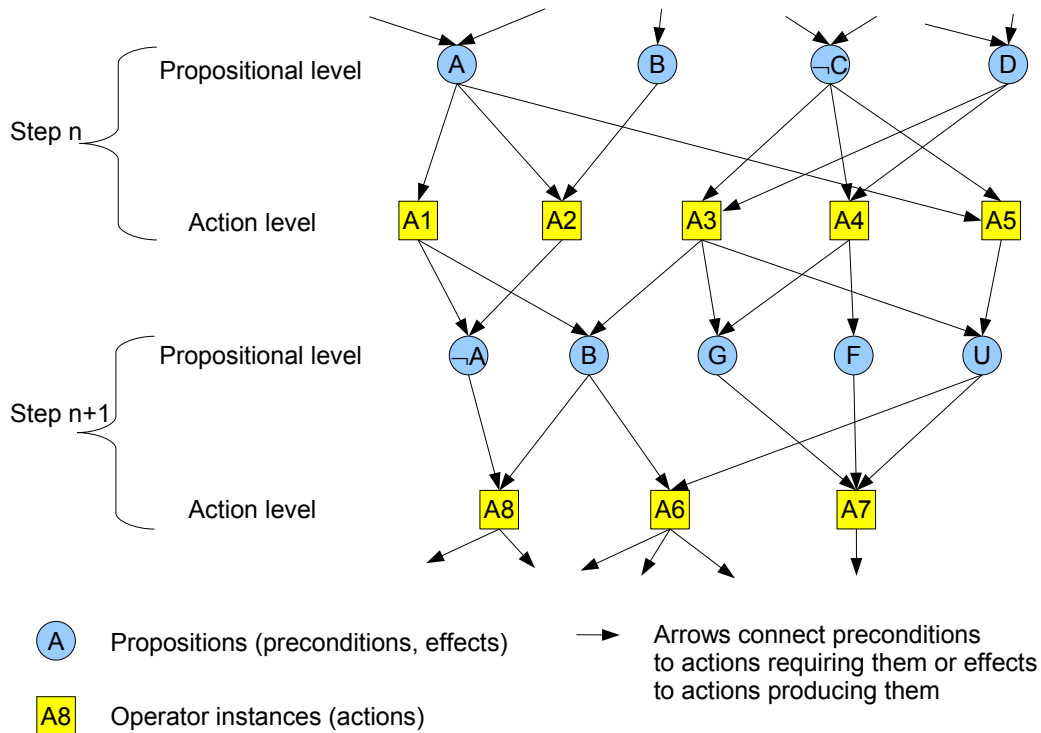 Propositional level
A
B
¬C
D
Step n
Action level
A1
A2
A3
A4
A5
Propositional level
¬A
B
G
F
U
Step n+1
Action level
A8
A6
A7
A
Propositions (preconditions, effects)
Arrows connect preconditions
to actions requiring them or effects
to actions producing them
A8
Operator instances (actions)